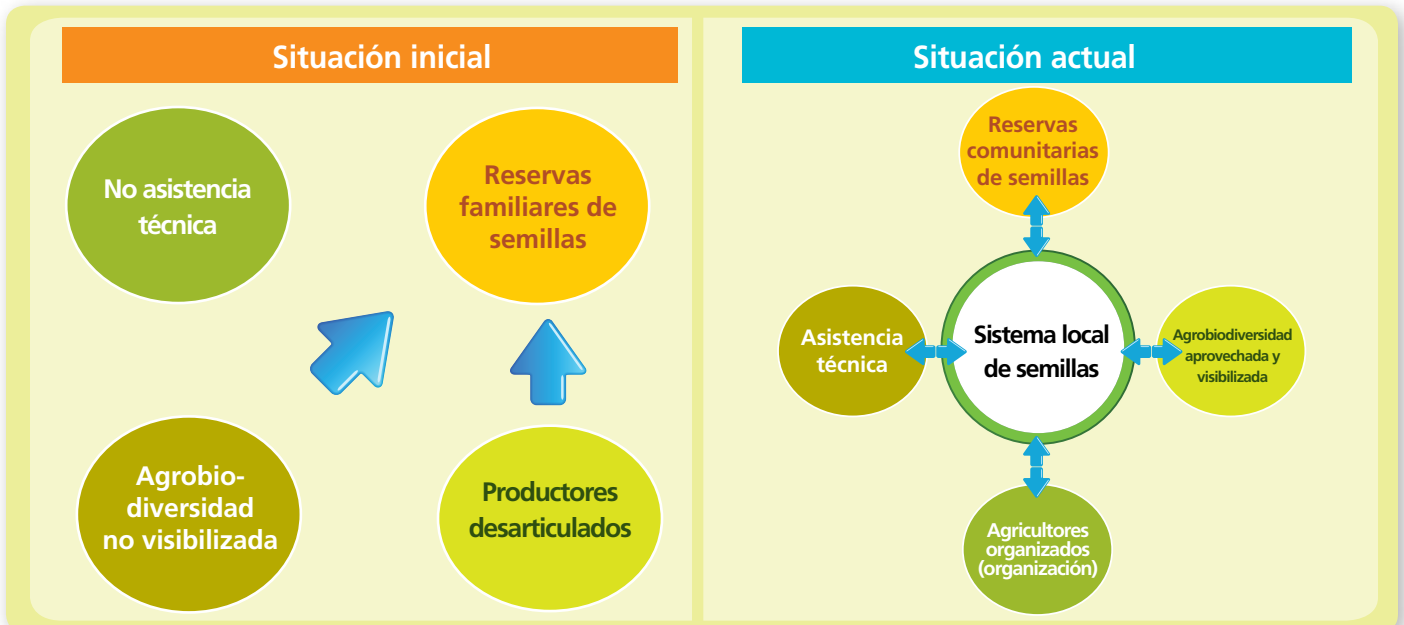 Situación inicial
No asistencia
técnica
Reservas
familiares de
semillas
Agrobio-
diversidad
no visibilizada
Productores
desarticulados
Situación actual
Reservas
comunitarias
de semillas
Asistencia
técnica
Sistema local
de semillas
Agrobiodiversidad
aprovechada y
visibilizada
Agricultores
organizados
(organización)